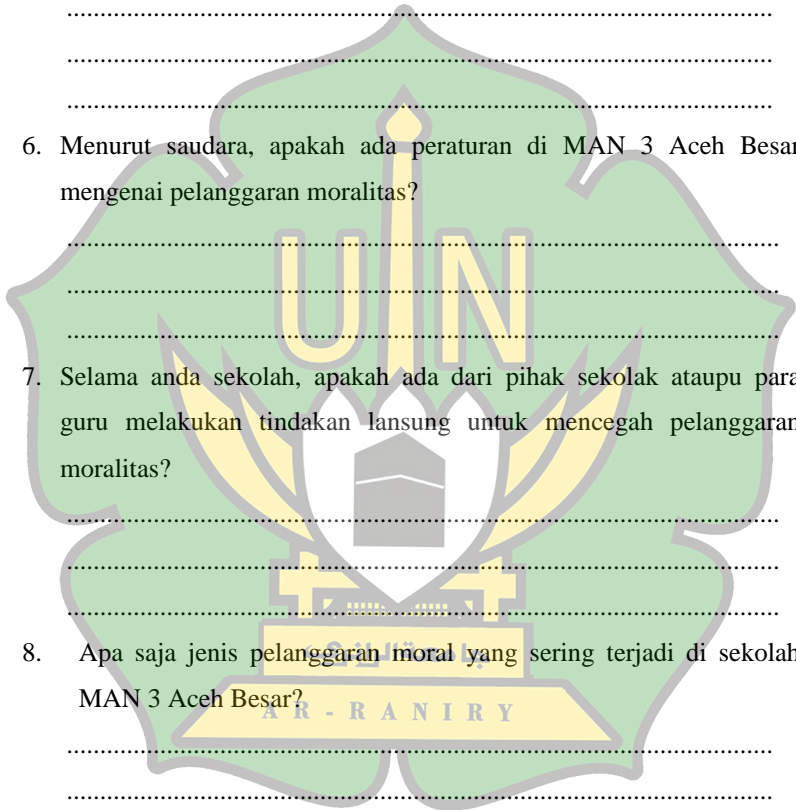 ........................................................................................................
........................................................................................................
........................................................................................................
6. Menurut saudara, apakah ada peraturan di MAN 3 Aceh Besar
mengenai pelanggaran moralitas?
........................................................................................................
........................................................................................................
........................................................................................................
7. Selama anda sekolah, apakah ada dari pihak sekolak ataupu para
guru melakukan tindakan lansung untuk mencegah pelanggaran
moralitas?
........................................................................................................
........................................................................................................
........................................................................................................
8. Apa saja jenis pelanggaran moral yang sering terjadi di sekolah
MAN 3 Aceh Besar?
........................................................................................................
........................................................................................................
UIN
جامعة الرانري
AR-RANIRY